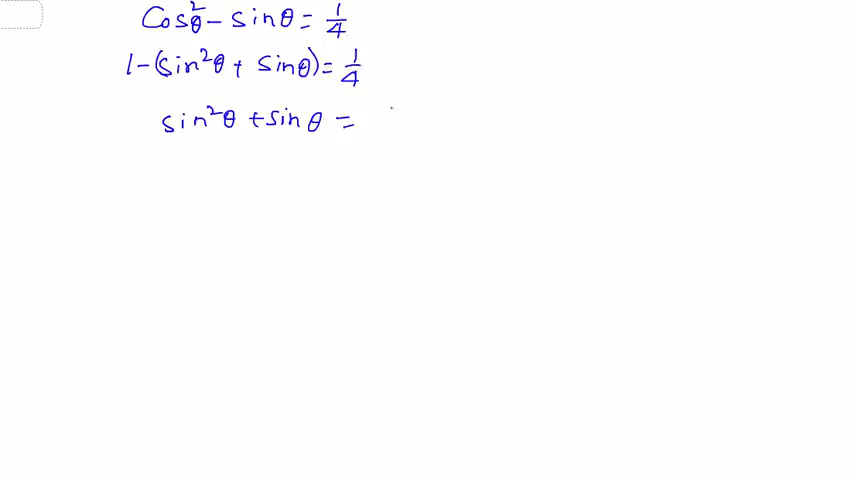 Cos²θ - sinθ = 1/4
1 - (sin²θ + sinθ) = 1/4
sin²θ + sinθ =